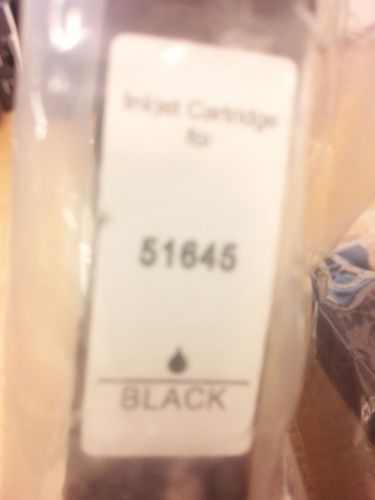 Inkjet Cartridge
for
51645
BLACK